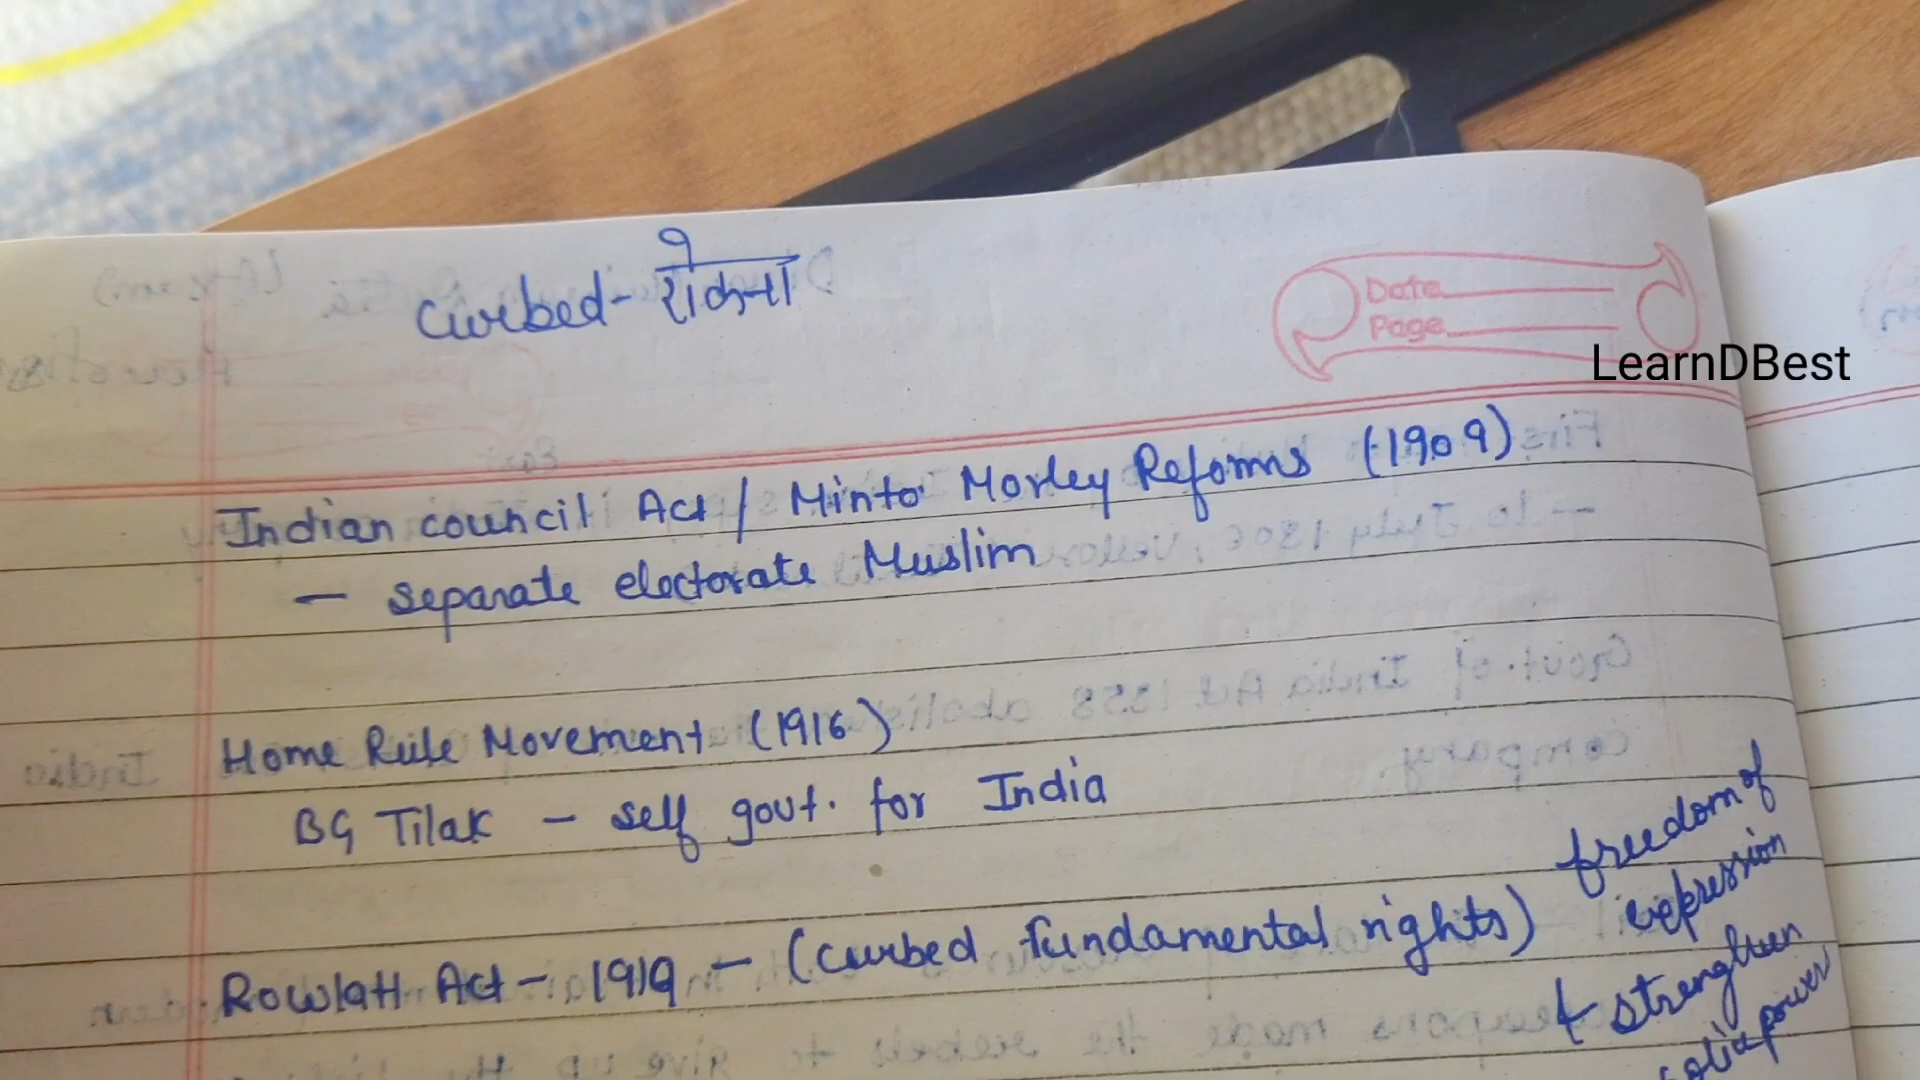 curbed- रोकना
Date
Page
LearnDBest
Indian council Act / Minto Morley Reforms (1909)
— separate electorate Muslim
Home Rule Movement (1916)
BG Tilak - self govt. for India
Rowlatt Act - 1919 - (curbed fundamental rights)
freedom of
expression
& strengthen
power